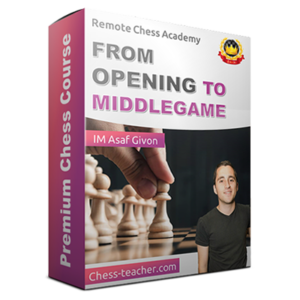 Remote Chess Academy
FROM
OPENING TO
MIDDLEGAME
IM Asaf Givon
Chess-teacher.com
Premium Chess Course